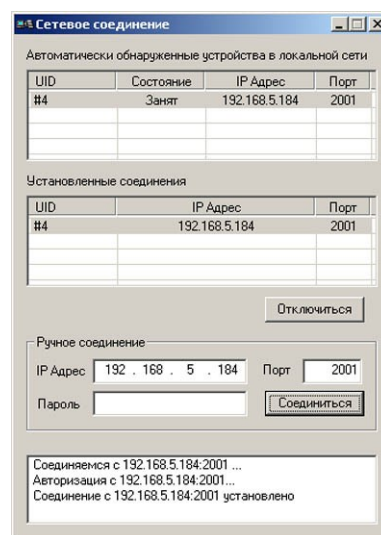 Сетевое соединение
Автоматически обнаруженные устройства в локальной сети
UID Состояние IP Адрес Порт
#4 Занят 192.168.5.184 2001
Установленные соединения
UID IP Адрес Порт
#4 192.168.5.184 2001
Отключиться
Ручное соединение
IP Адрес 192 . 168 . 5 . 184 Порт 2001
Пароль Соединиться
Соединяемся с 192.168.5.184:2001 ...
Авторизация с 192.168.5.184:2001...
Соединение с 192.168.5.184:2001 установлено